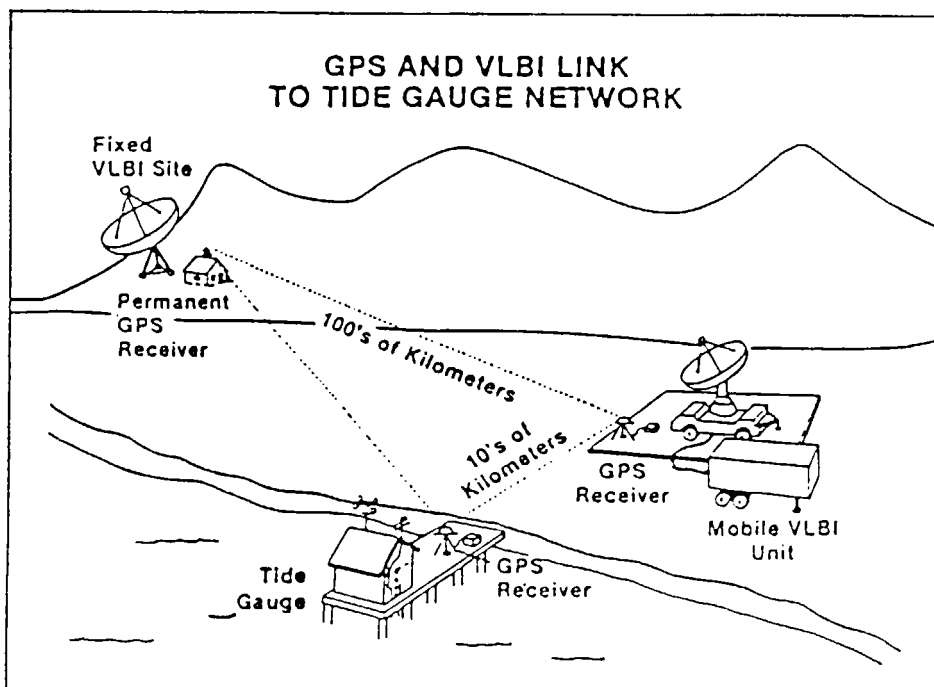 GPS AND VLBI LINK
TO TIDE GAUGE NETWORK
Fixed
VLBI Site
Permanent
GPS
Receiver
100's of Kilometers
10's of
Kilometers
GPS
Receiver
Mobile VLBI
Unit
Tide
Gauge
GPS
Receiver